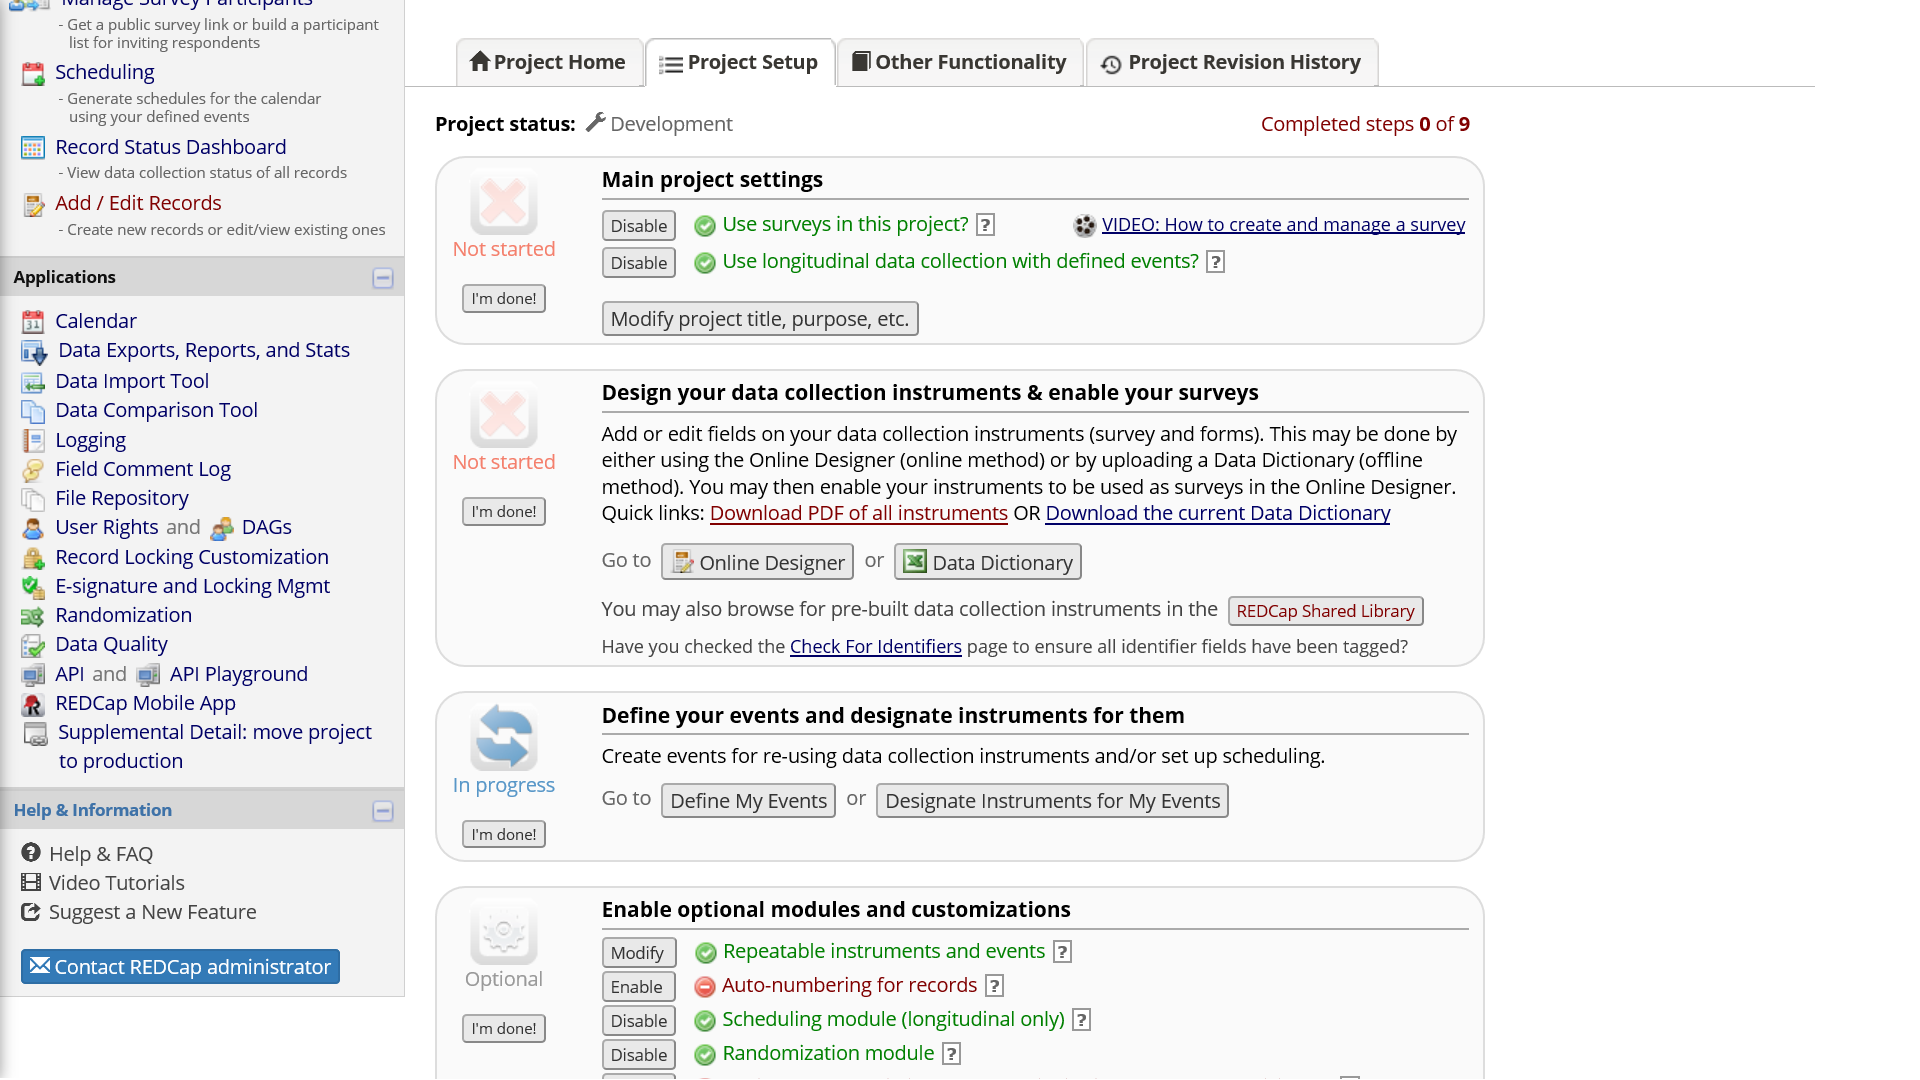 Manage Survey Participants
- Get a public survey link or build a participant
list for inviting respondents
Scheduling
- Generate schedules for the calendar
using your defined events
Record Status Dashboard
- View data collection status of all records
Add / Edit Records
- Create new records or edit/view existing ones
Applications
Calendar
Data Exports, Reports, and Stats
Data Import Tool
Data Comparison Tool
Logging
Field Comment Log
File Repository
User Rights and DAGs
Record Locking Customization
E-signature and Locking Mgmt
Randomization
Data Quality
API and API Playground
REDCap Mobile App
Supplemental Detail: move project
to production
Help & Information
Help & FAQ
Video Tutorials
Suggest a New Feature
Contact REDCap administrator
Project Home
Project Setup
Other Functionality
Project Revision History
Project status: Development
Completed steps 0 of 9
Not started
I'm done!
Main project settings
Disable Use surveys in this project? ?
VIDEO: How to create and manage a survey
Disable Use longitudinal data collection with defined events? ?
Modify project title, purpose, etc.
Not started
I'm done!
Design your data collection instruments & enable your surveys
Add or edit fields on your data collection instruments (survey and forms). This may be done by
either using the Online Designer (online method) or by uploading a Data Dictionary (offline
method). You may then enable your instruments to be used as surveys in the Online Designer.
Quick links: Download PDF of all instruments OR Download the current Data Dictionary
Go to Online Designer or Data Dictionary
You may also browse for pre-built data collection instruments in the REDCap Shared Library
Have you checked the Check For Identifiers page to ensure all identifier fields have been tagged?
In progress
I'm done!
Define your events and designate instruments for them
Create events for re-using data collection instruments and/or set up scheduling.
Go to Define My Events or Designate Instruments for My Events
Optional
I'm done!
Enable optional modules and customizations
Modify Repeatable instruments and events ?
Enable Auto-numbering for records ?
Disable Scheduling module (longitudinal only) ?
Disable Randomization module ?